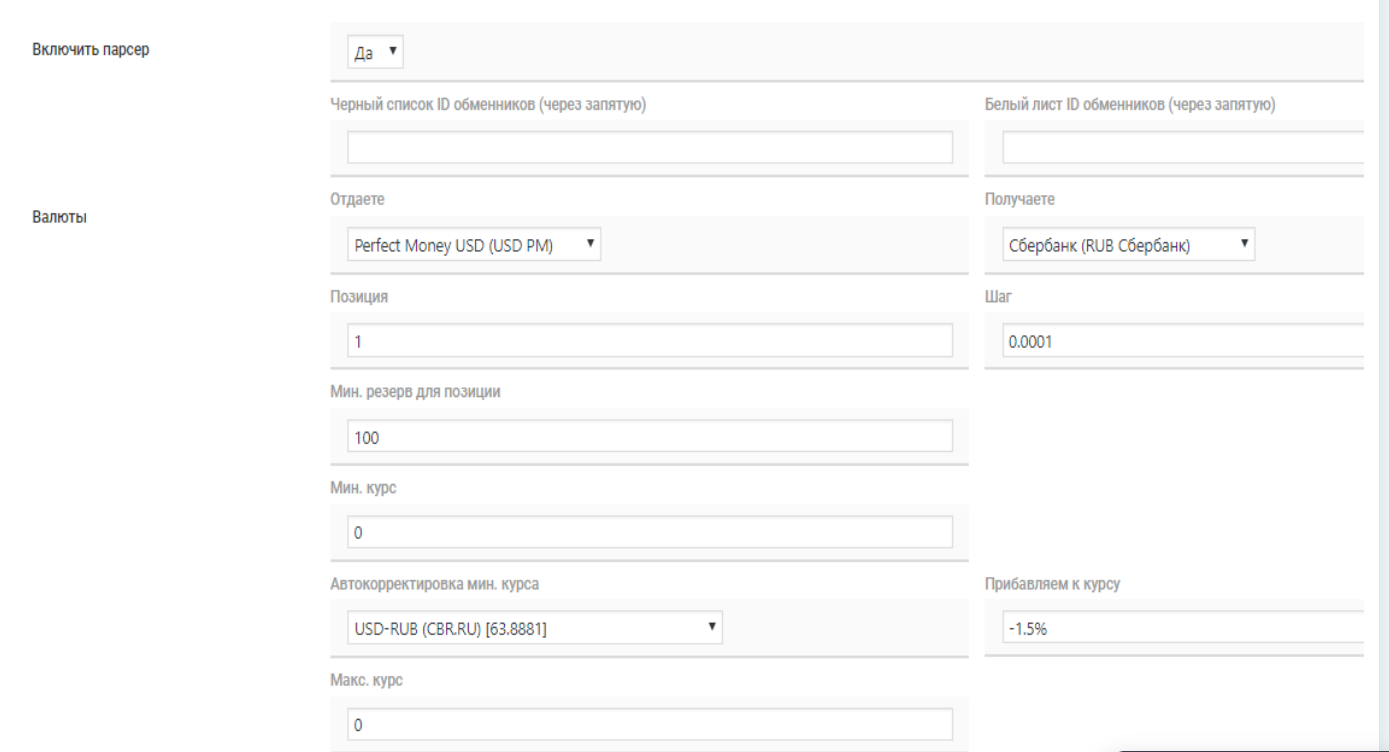 Включить парсер
Да
Черный список ID обменников (через запятую)
Белый лист ID обменников (через запятую)
Валюты
Отдаете
Получаете
Perfect Money USD (USD PM)
Сбербанк (RUB Сбербанк)
Позиция
Шаг
1
0.0001
Мин. резерв для позиции
100
Мин. курс
0
Автокорректировка мин. курса
Прибавляем к курсу
USD-RUB (CBR.RU) [63.8881]
-1.5%
Макс. курс
0